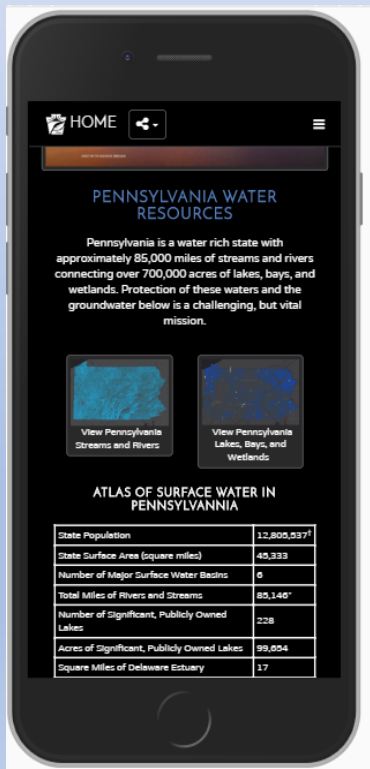 HOME
PENNSYLVANIA WATER
RESOURCES
Pennsylvania is a water rich state with
approximately 85,000 miles of streams and rivers
connecting over 700,000 acres of lakes, bays, and
wetlands. Protection of these waters and the
groundwater below is a challenging, but vital
mission.
View Pennsylvania
Streams and Rivers
View Pennsylvania
Lakes, Bays, and
Wetlands
ATLAS OF SURFACE WATER IN
PENNSYLVANNIA
State Population 12,805,537†
State Surface Area (square miles) 45,333
Number of Major Surface Water Basins 6
Total Miles of Rivers and Streams 85,146*
Number of Significant, Publicly Owned
Lakes 228
Acres of Significant, Publicly Owned Lakes 99,654
Square Miles of Delaware Estuary 17